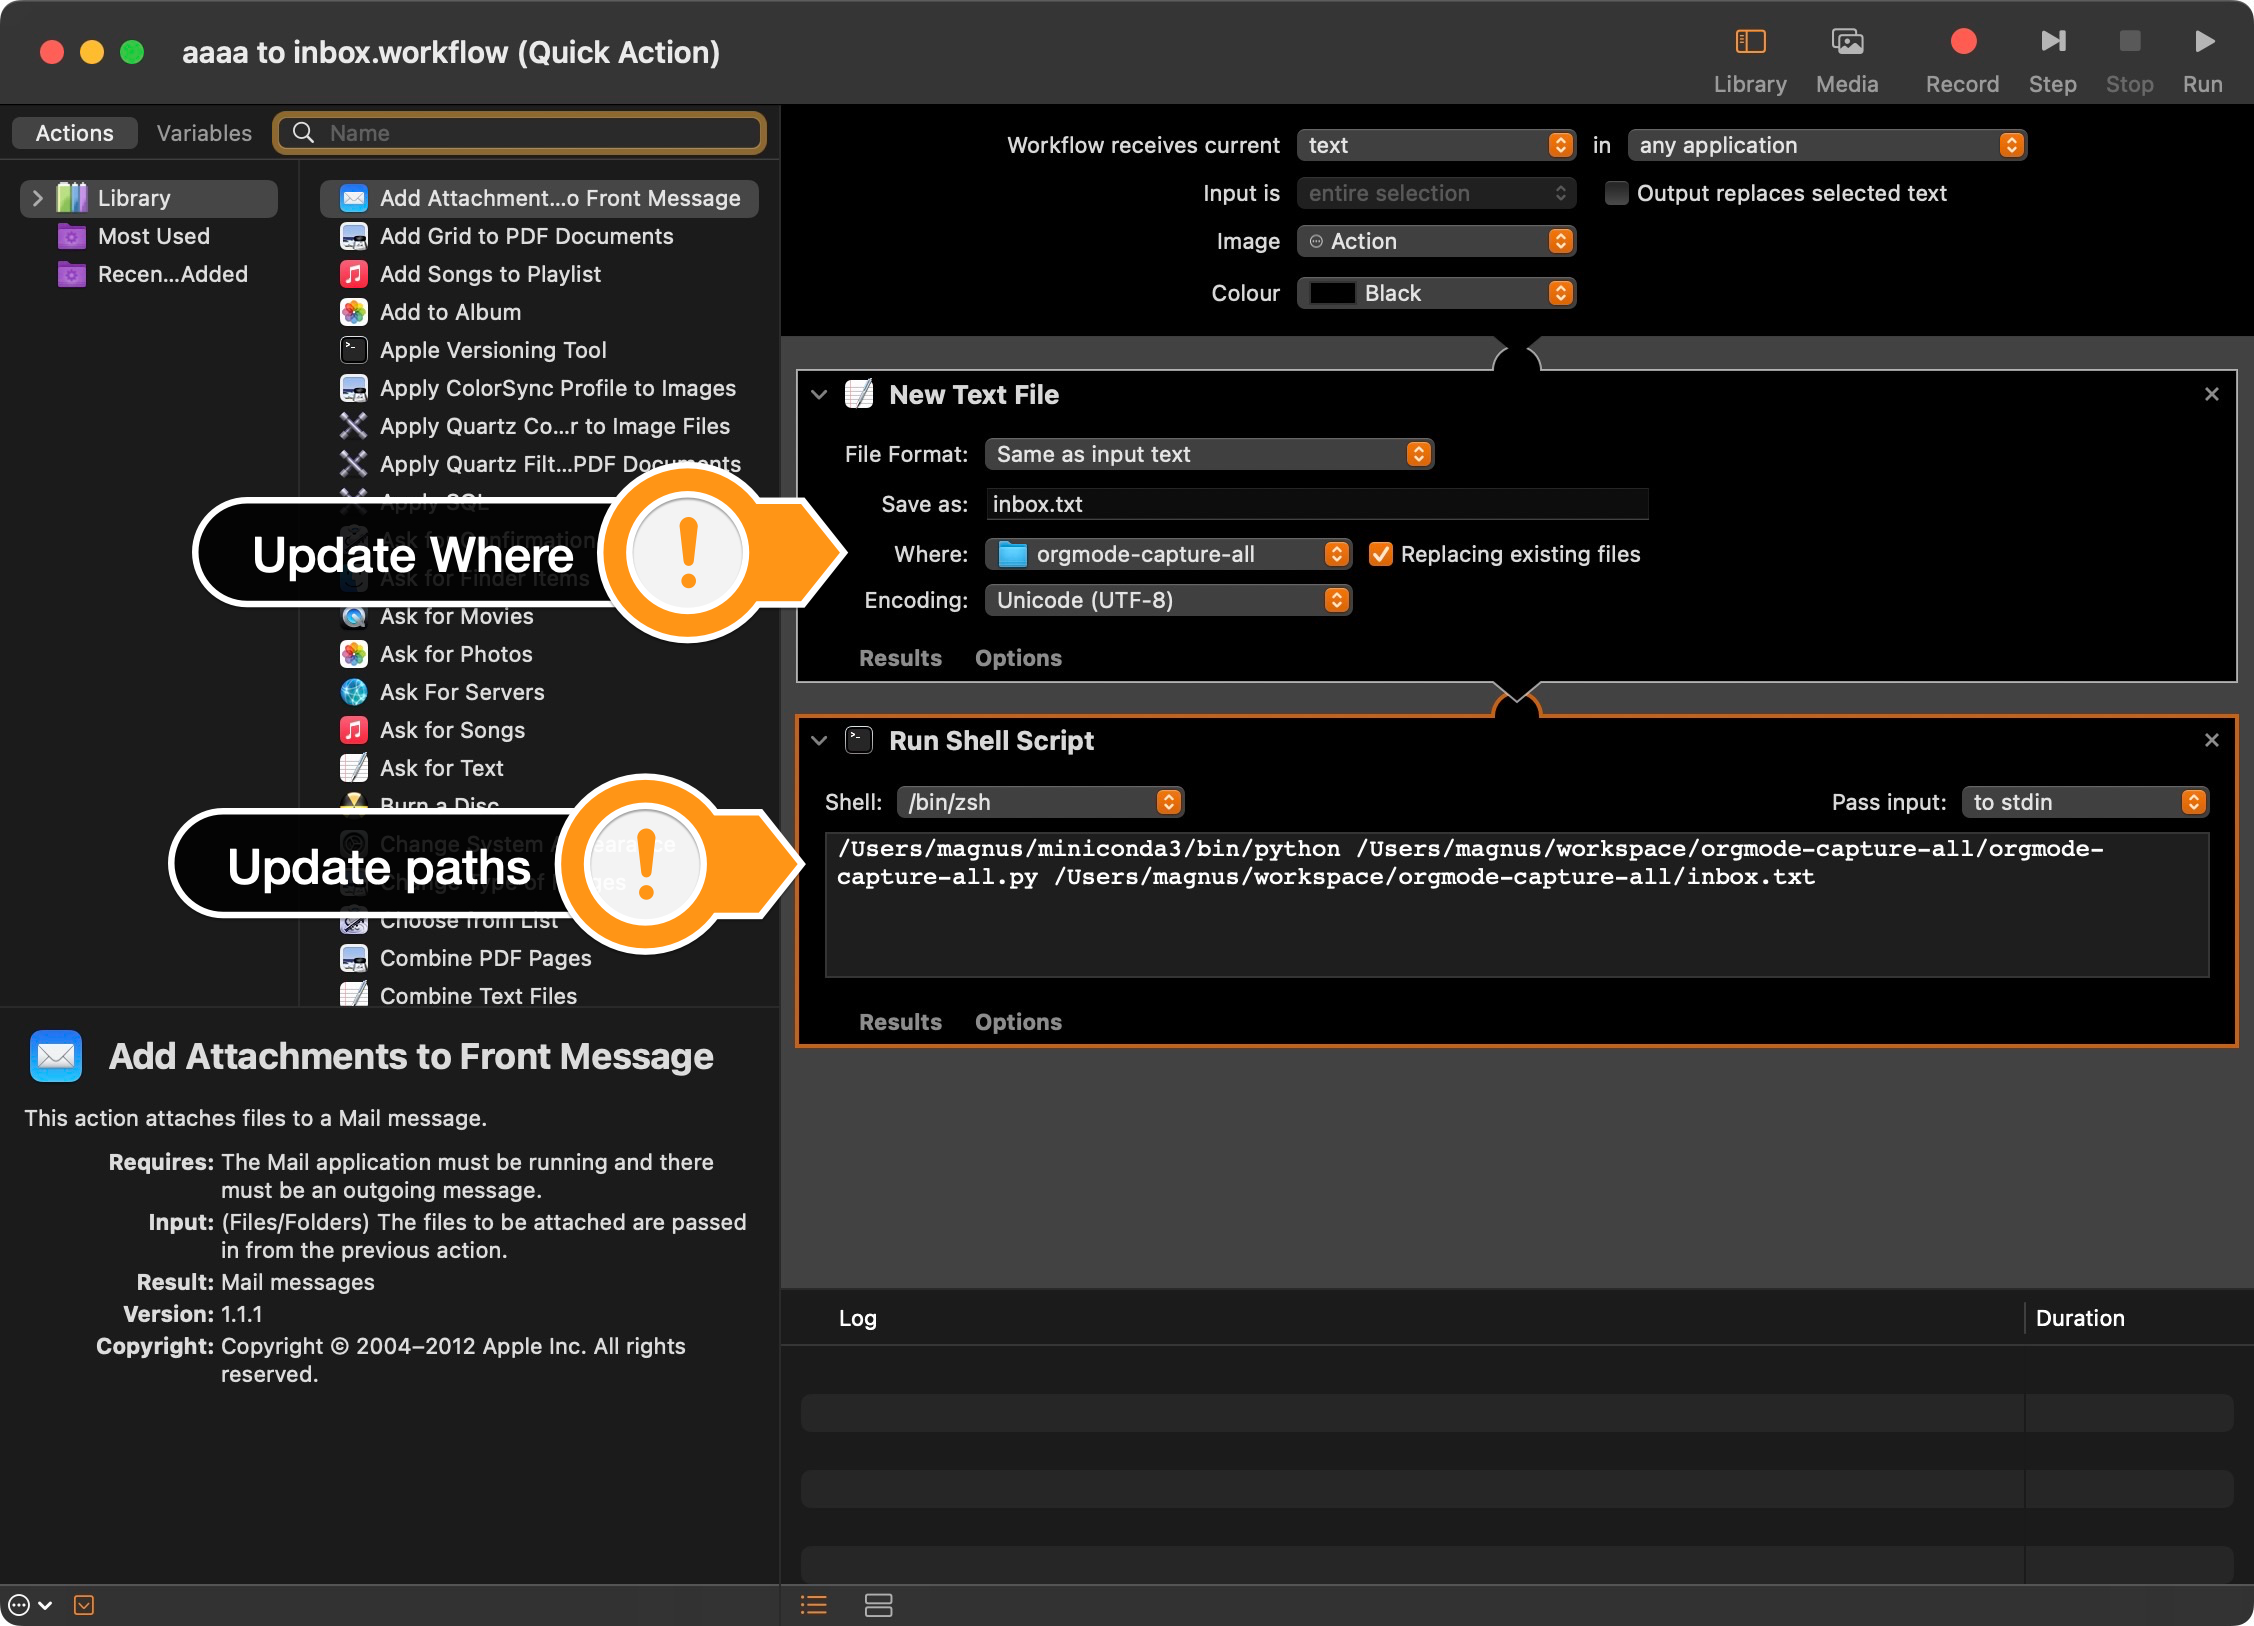 aaaa to inbox.workflow (Quick Action)
Library
Media
Record
Step
Stop
Run
Actions
Variables
Name
Library
Most Used
Recen...Added
Add Attachment...o Front Message
Add Grid to PDF Documents
Add Songs to Playlist
Add to Album
Apple Versioning Tool
Apply ColorSync Profile to Images
Apply Quartz Co...r to Image Files
Apply Quartz Filt...PDF Documents
Apply SQL
Ask for Confirmation
Ask for Finder Items
Ask for Movies
Ask for Photos
Ask For Servers
Ask for Songs
Ask for Text
Burn a Disc
Change System Appearance
Change Type of
Choose from List
Combine PDF Pages
Combine Text Files
Update Where
!
Update paths
!
Add Attachments to Front Message
This action attaches files to a Mail message.
Requires: The Mail application must be running and there
must be an outgoing message.
Input: (Files/Folders) The files to be attached are passed
in from the previous action.
Result: Mail messages
Version: 1.1.1
Copyright: Copyright © 2004–2012 Apple Inc. All rights
reserved.
Workflow receives current text in any application
Input is entire selection Output replaces selected text
Image Action
Colour Black
New Text File
File Format: Same as input text
Save as: inbox.txt
Where: orgmode-capture-all Replacing existing files
Encoding: Unicode (UTF-8)
Results Options
Run Shell Script
Shell: /bin/zsh Pass input: to stdin
/Users/magnus/miniconda3/bin/python /Users/magnus/workspace/orgmode-capture-all/orgmode-
capture-all.py /Users/magnus/workspace/orgmode-capture-all/inbox.txt
Results Options
Log Duration